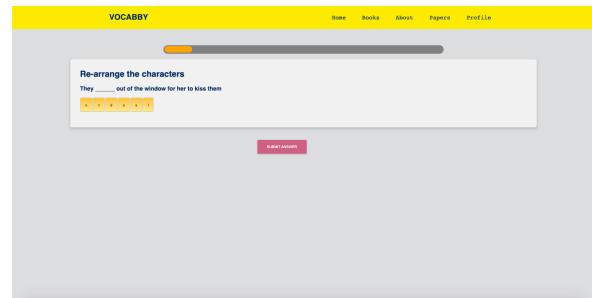 VOCABBY
Home Books About Papers Profile
Re-arrange the characters
They ______ out of the window for her to kiss them
SUBMIT ANSWER